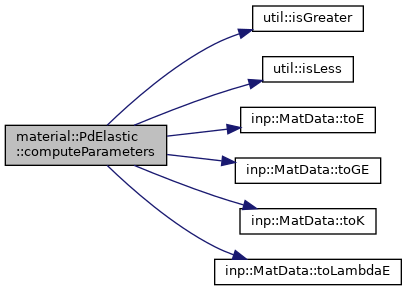 material::PdElastic
::computeParameters
util::isGreater
util::isLess
inp::MatData::toE
inp::MatData::toGE
inp::MatData::toK
inp::MatData::toLambdaE